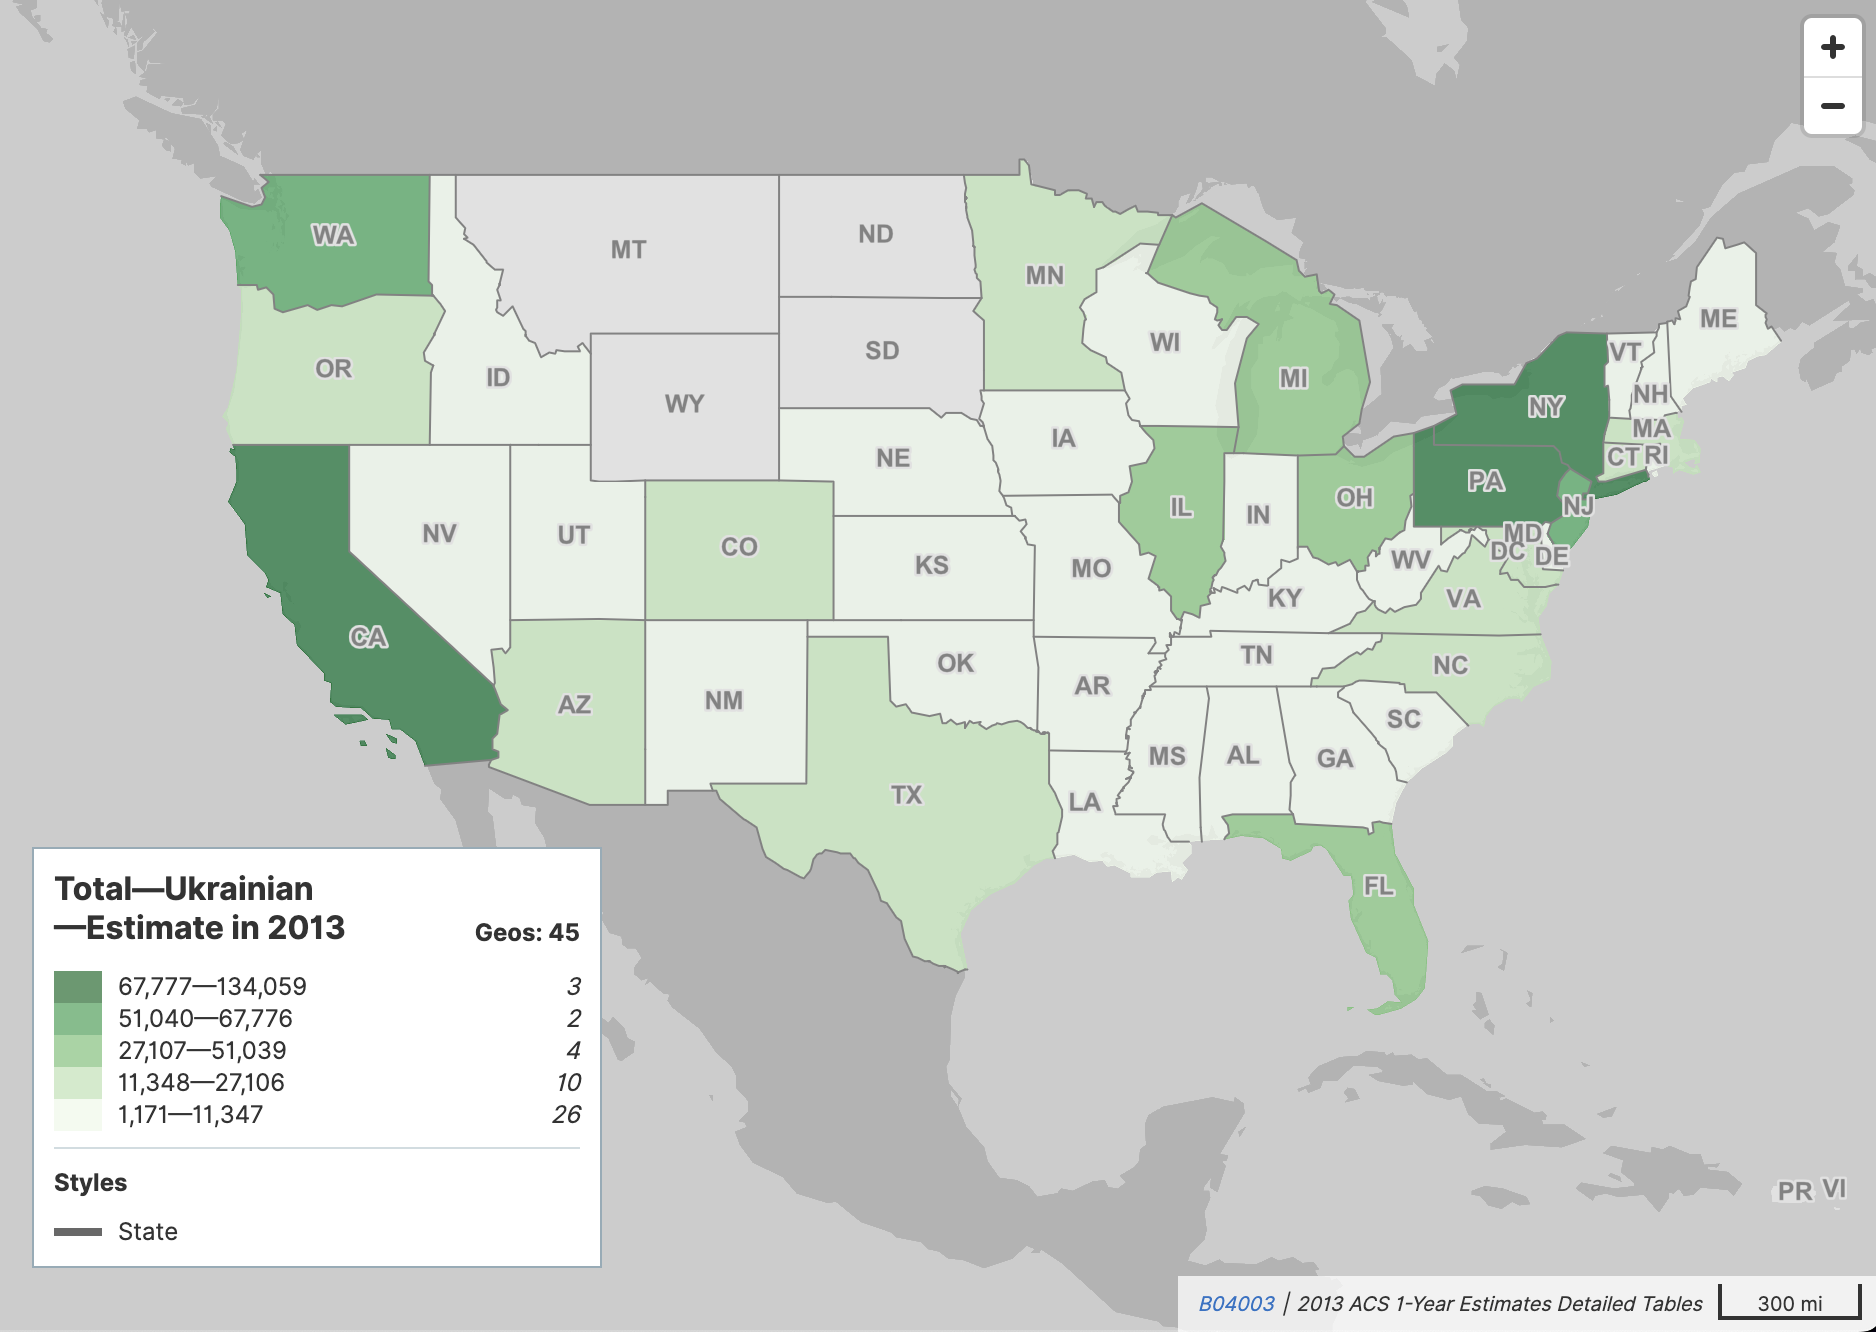 +
−
WA
MT
ND
MN
OR
ID
WY
SD
WI
MI
ME
VT
NH
NY
MA
CT RI
PA
NJ
NV
UT
CO
NE
IA
KS
MO
IL
IN
OH
MD
DC DE
WV
VA
KY
CA
AZ
NM
OK
AR
TN
NC
SC
TX
LA
MS
AL
GA
FL
PR VI
Total—Ukrainian
—Estimate in 2013
Geos: 45
67,777—134,059 3
51,040—67,776 2
27,107—51,039 4
11,348—27,106 10
1,171—11,347 26
Styles
State
B04003 / 2013 ACS 1-Year Estimates Detailed Tables
300 mi